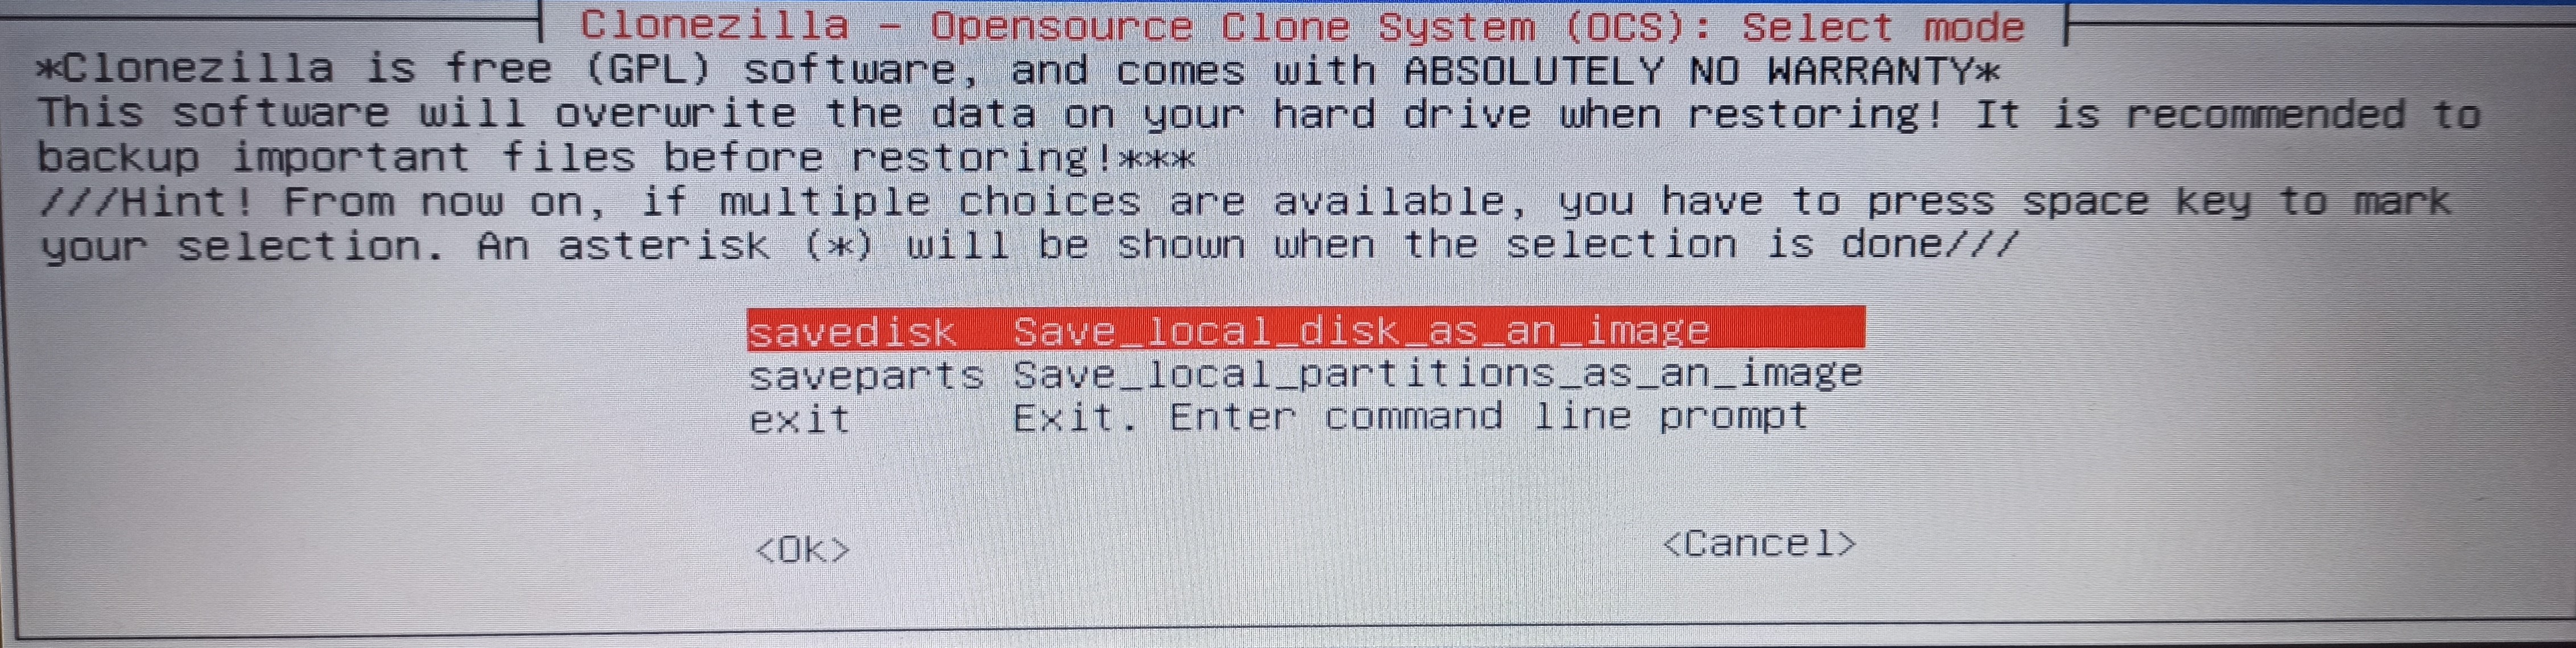 Clonezilla - Opensource Clone System (OCS): Select mode
*Clonezilla is free (GPL) software, and comes with ABSOLUTELY NO WARRANTY*
This software will overwrite the data on your hard drive when restoring! It is recommended to
backup important files before restoring!***
///Hint! From now on, if multiple choices are available, you have to press space key to mark
your selection. An asterisk (*) will be shown when the selection is done///
savedisk Save_local_disk_as_an_image
saveparts Save_local_partitions_as_an_image
exit Exit. Enter command line prompt
<Ok> <Cancel>